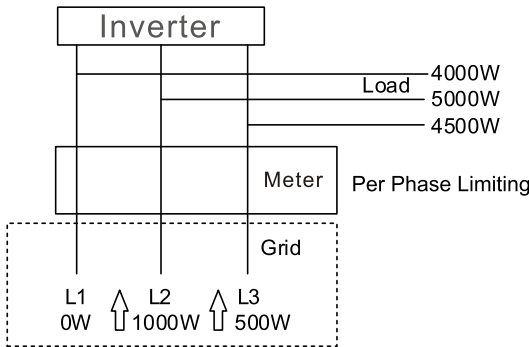 Inverter
4000W
Load
5000W
4500W
Meter
Per Phase Limiting
Grid
L1 L2 L3
0W 1000W 500W